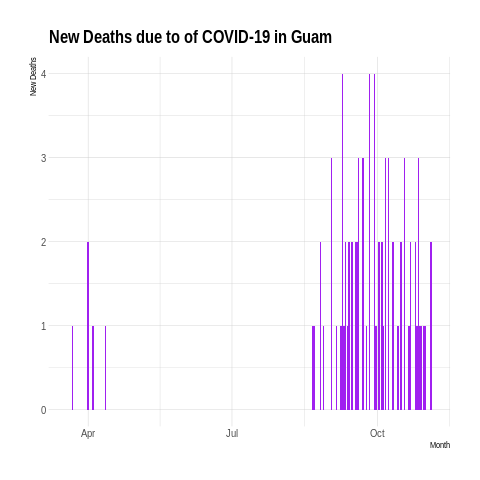 New Deaths due to of COVID-19 in Guam
New Deaths
4
3
2
1
0
Apr
Jul
Oct
Month